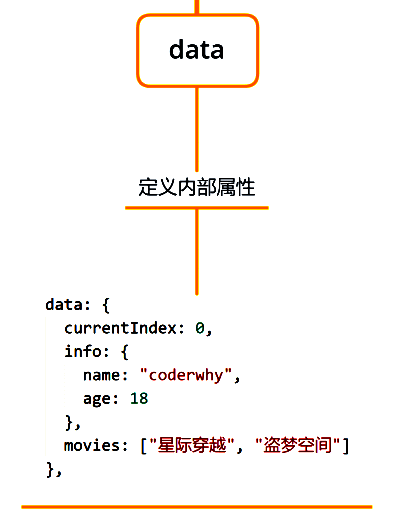 data
定义内部属性
data: {
  currentIndex: 0,
  info: {
    name: "coderwhy",
    age: 18
  },
  movies: ["星际穿越", "盗梦空间"]
},